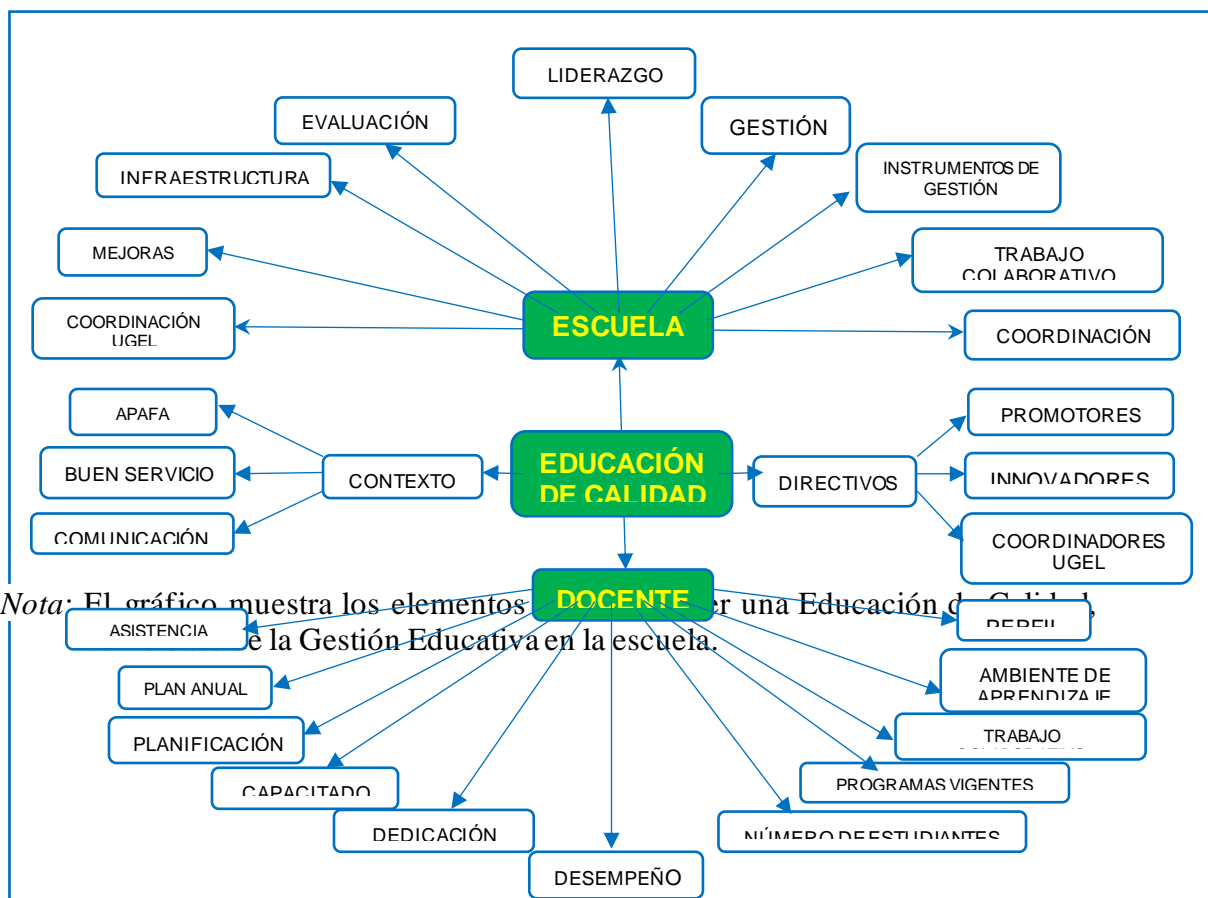 LIDERAZGO
EVALUACIÓN
GESTIÓN
INFRAESTRUCTURA
INSTRUMENTOS DE
GESTIÓN
MEJORAS
TRABAJO
COLABORATIVO
COORDINACIÓN
UGEL
ESCUELA
COORDINACIÓN
APAFA
PROMOTORES
BUEN SERVICIO
CONTEXTO
EDUCACIÓN
DE CALIDAD
DIRECTIVOS
INNOVADORES
COMUNICACIÓN
COORDINADORES
UGEL
DOCENTE
Nota: El gráfico muestra los elementos er una Educación de Calidad,
e la Gestión Educativa en la escuela.
ASISTENCIA
PERFIL
PLAN ANUAL
AMBIENTE DE
APRENDIZAJE
PLANIFICACIÓN
TRABAJO
CAPACITADO
PROGRAMAS VIGENTES
DEDICACIÓN
NÚMERO DE ESTUDIANTES
DESEMPEÑO